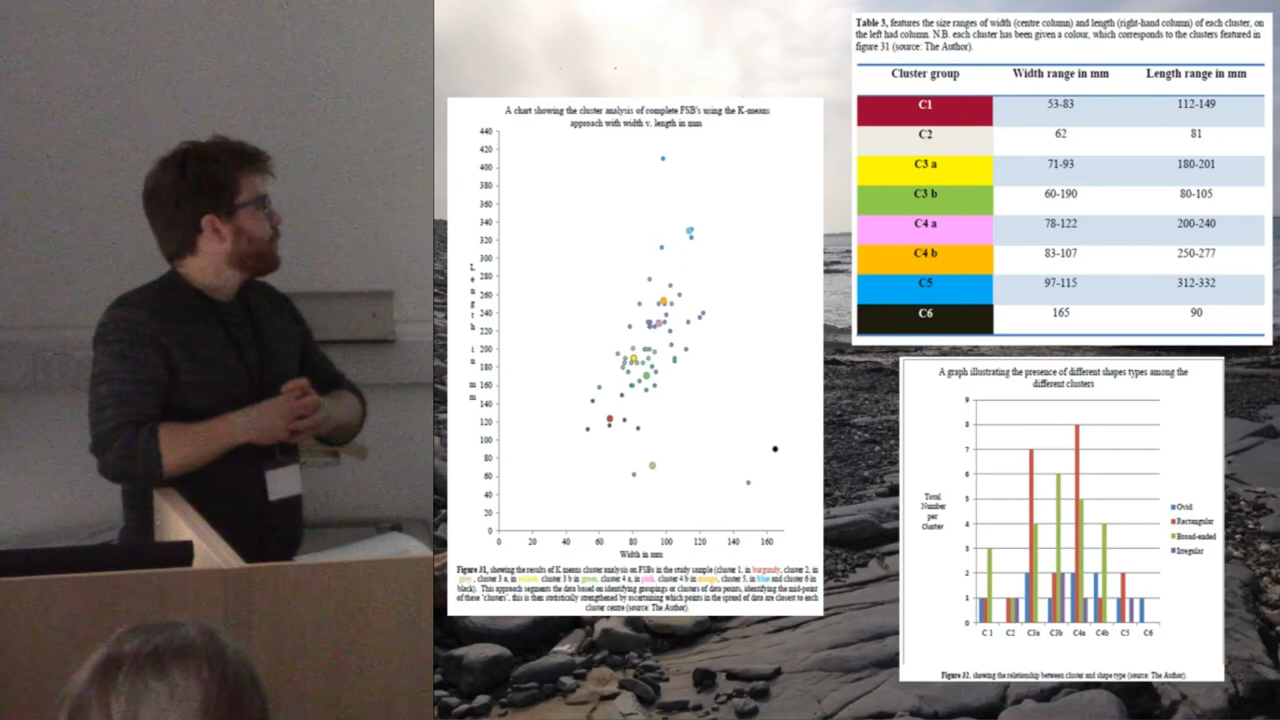 A chart showing the cluster analysis of complete FSB's using the K-means
approach with width v. length in mm
440
420
400
380
360
340
320
300
280
260
240
220
200
180
160
140
120
100
80
60
40
20
0
Length in mm
0 20 40 60 80 100 120 140 160
Width in mm
Figure 31, showing the results of K means cluster analysis on FSBs in the study sample (cluster 1, in burgundy, cluster 2, in
grey, cluster 3 a, in yellow, cluster 3 b in green, cluster 4 a, in pink, cluster 4 b in orange, cluster 5, in blue and cluster 6 in
black). This approach segments the data based on identifying groupings or clusters of data points, identifying the mid-point
of these 'clusters', this is then statistically strengthened by ascertaining which points in the spread of data are closest to each
cluster centre (source: The Author).
Table 3, features the size ranges of width (centre column) and length (right-hand column) of each cluster, on
the left had column. N.B. each cluster has been given a colour, which corresponds to the clusters featured in
figure 31 (source: The Author).
Cluster group Width range in mm Length range in mm
C1 53-83 112-149
C2 62 81
C3 a 71-93 180-201
C3 b 60-190 80-105
C4 a 78-122 200-240
C4 b 83-107 250-277
C5 97-115 312-332
C6 165 90
A graph illustrating the presence of different shapes types among the
different clusters
9
8
7
6
5
4
3
2
1
0
Total
Number
per
Cluster
C 1 C2 C3a C3b C4a C4b C5 C6
Ovid
Rectangular
Broad-ended
Irregular
Figure 32, showing the relationship between cluster and shape type (source: The Author).